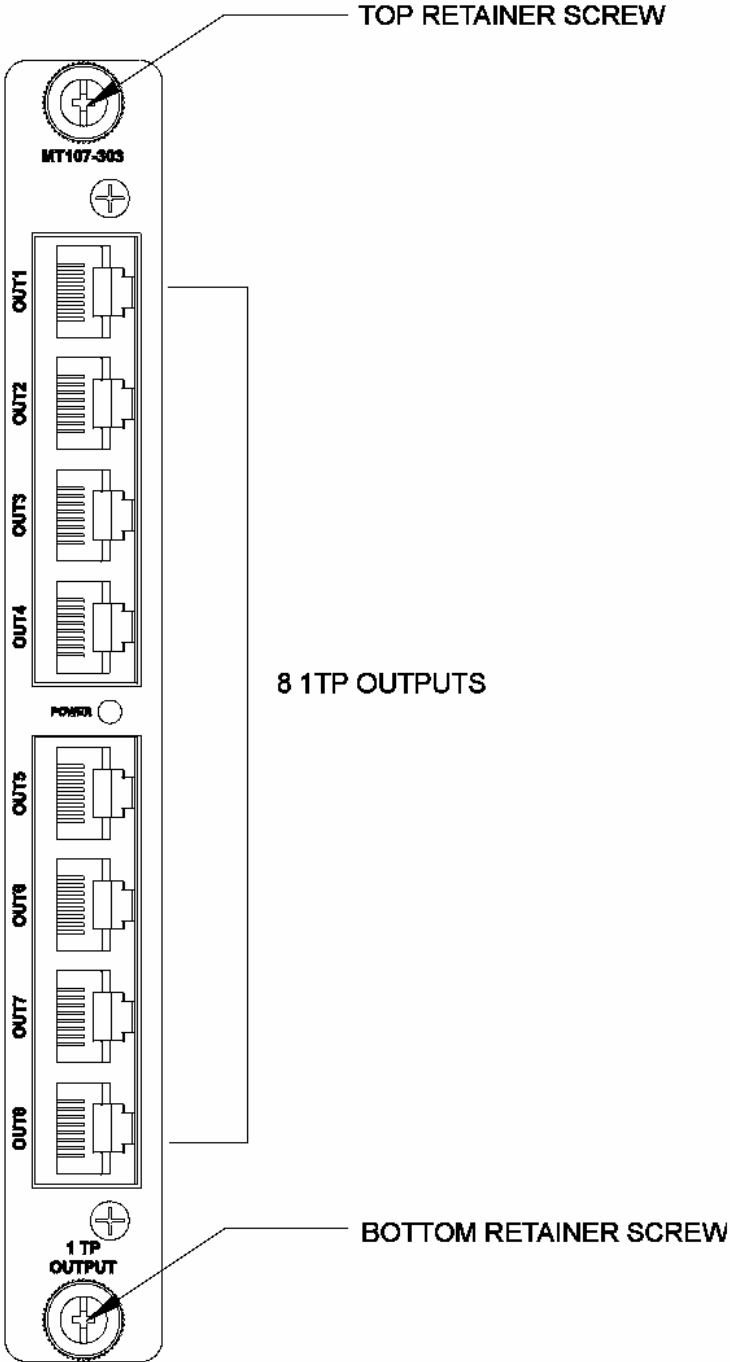 TOP RETAINER SCREW
MT107-303
OUT1
OUT2
OUT3
OUT4
8 1TP OUTPUTS
POWER
OUT5
OUT6
OUT7
OUT8
BOTTOM RETAINER SCREW
1 TP
OUTPUT